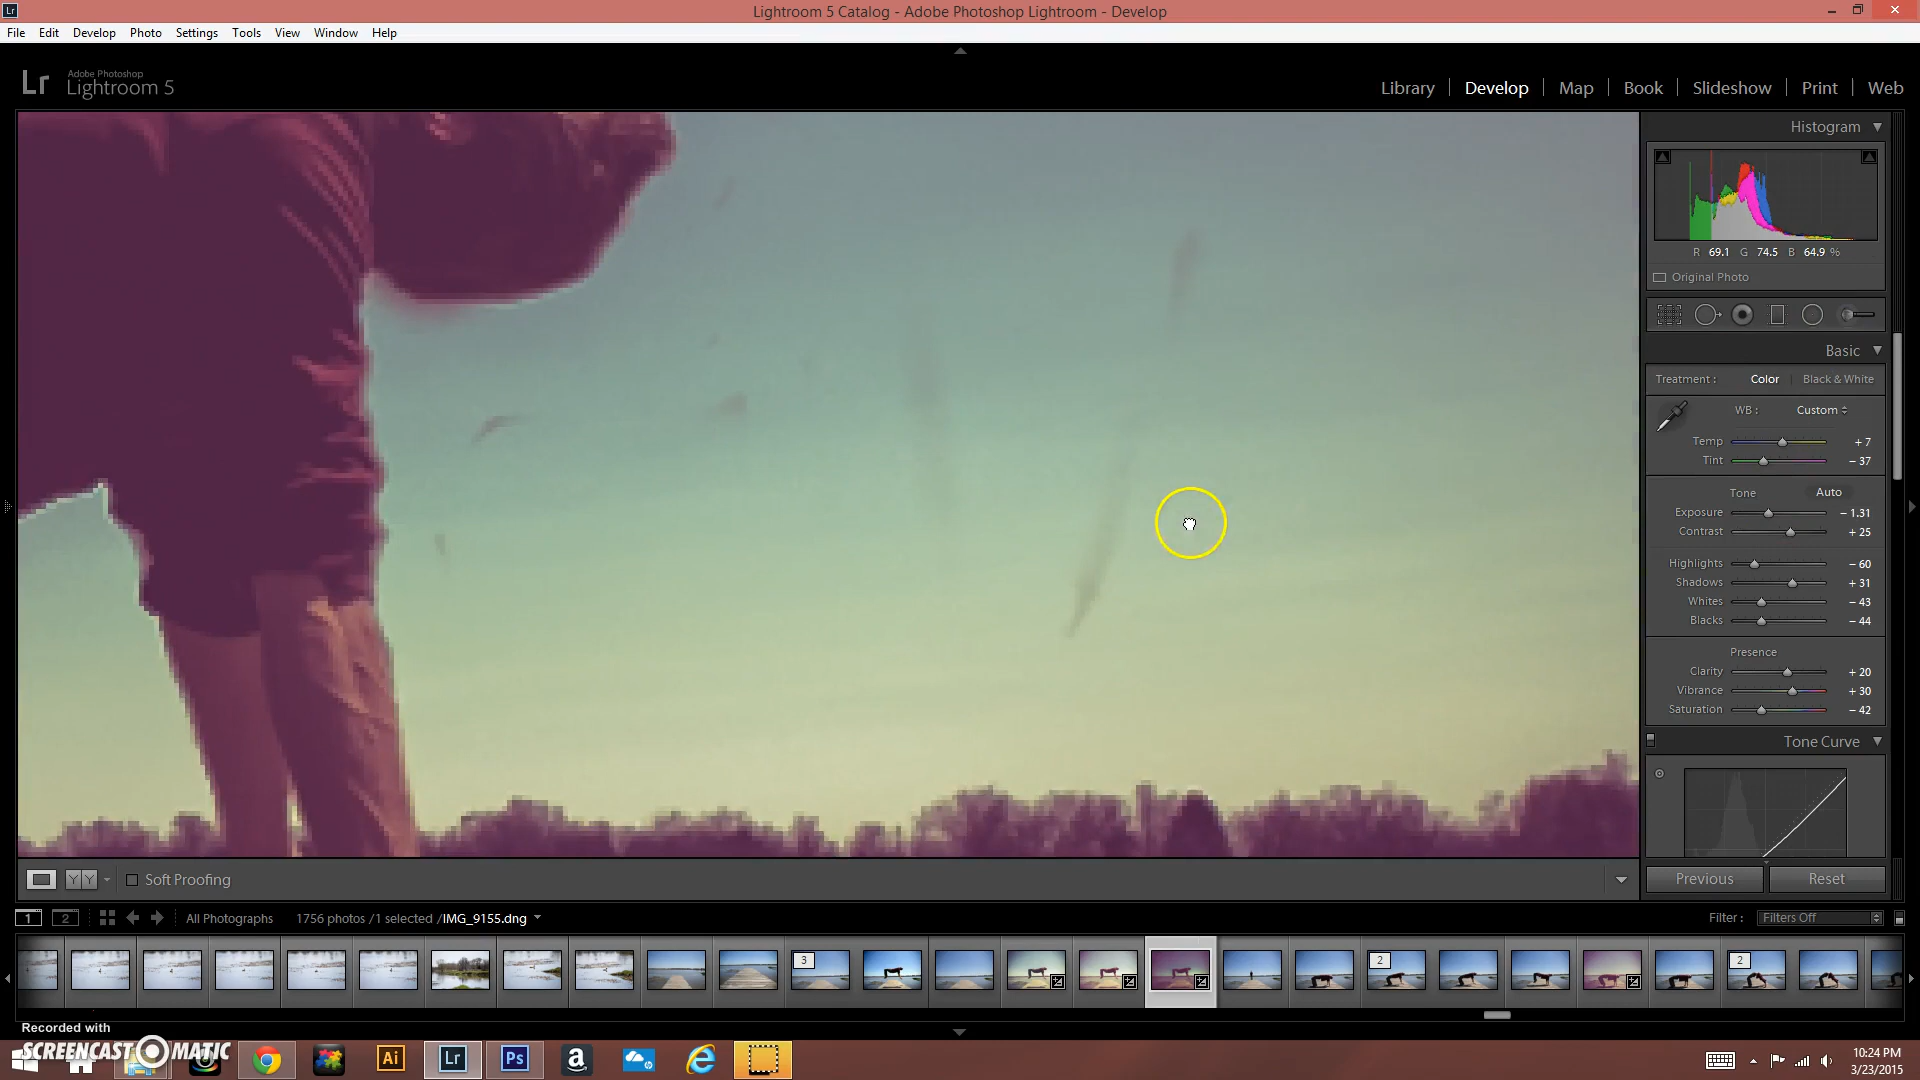 Lr
Lightroom 5 Catalog - Adobe Photoshop Lightroom - Develop
File Edit Develop Photo Settings Tools View Window Help
Lr Adobe Photoshop
Lightroom 5
Library Develop Map Book Slideshow Print Web
Histogram
R 69.1 G 74.5 B 64.9 %
Original Photo
Basic
Treatment : Color Black & White
WB : Custom
Temp + 7
Tint – 37
Tone Auto
Exposure – 1.31
Contrast + 25
Highlights – 60
Shadows + 31
Whites – 43
Blacks – 44
Presence
Clarity + 20
Vibrance + 30
Saturation – 42
Tone Curve
Y Y Soft Proofing
Previous Reset
1 2 All Photographs 1756 photos /1 selected /IMG_9155.dng Filter : Filters Off
3 2 2
Recorded with
SCREENCAST MATIC
Ai Lr Ps a
10:24 PM
3/23/2015